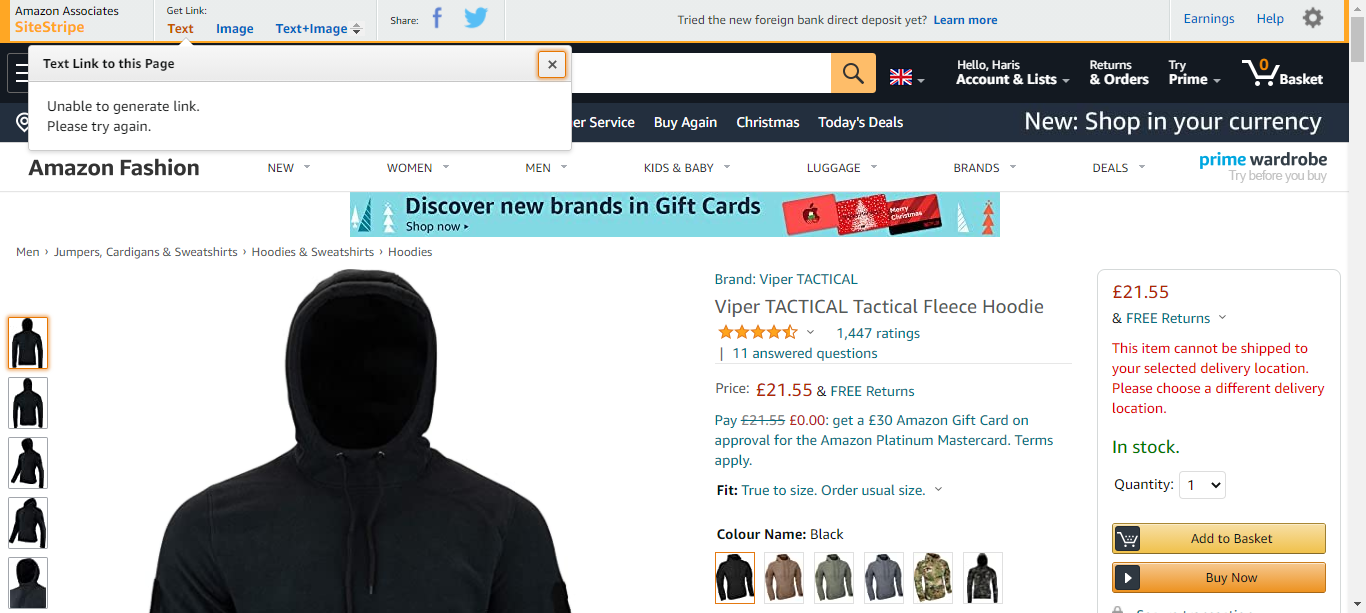 Amazon Associates
SiteStripe
Get Link:
Text Image Text+Image
Share:
Tried the new foreign bank direct deposit yet? Learn more
Earnings Help
Text Link to this Page
Unable to generate link.
Please try again.
Hello, Haris
Account & Lists
Returns
& Orders
Try
Prime
0
Basket
er Service Buy Again Christmas Today's Deals
New: Shop in your currency
Amazon Fashion
NEW WOMEN MEN KIDS & BABY LUGGAGE BRANDS DEALS
prime wardrobe
Try before you buy
Discover new brands in Gift Cards
Shop now ▸
Merry
Christmas
Men › Jumpers, Cardigans & Sweatshirts › Hoodies & Sweatshirts › Hoodies
Brand: Viper TACTICAL
Viper TACTICAL Tactical Fleece Hoodie
1,447 ratings
| 11 answered questions
Price: £21.55 & FREE Returns
Pay £21.55 £0.00: get a £30 Amazon Gift Card on
approval for the Amazon Platinum Mastercard. Terms
apply.
Fit: True to size. Order usual size.
Colour Name: Black
£21.55
& FREE Returns
This item cannot be shipped to
your selected delivery location.
Please choose a different delivery
location.
In stock.
Quantity: 1
Add to Basket
Buy Now